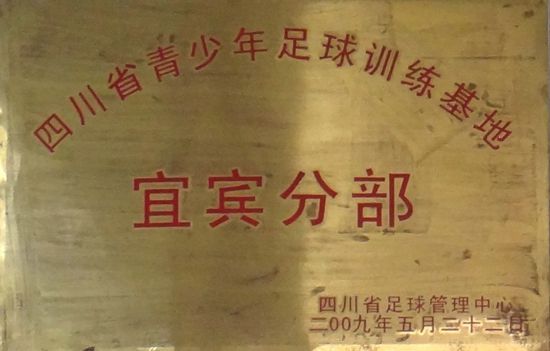 四川省青少年足球训练基地
宜宾分部
四川省足球管理中心
二00九年五月二十二日